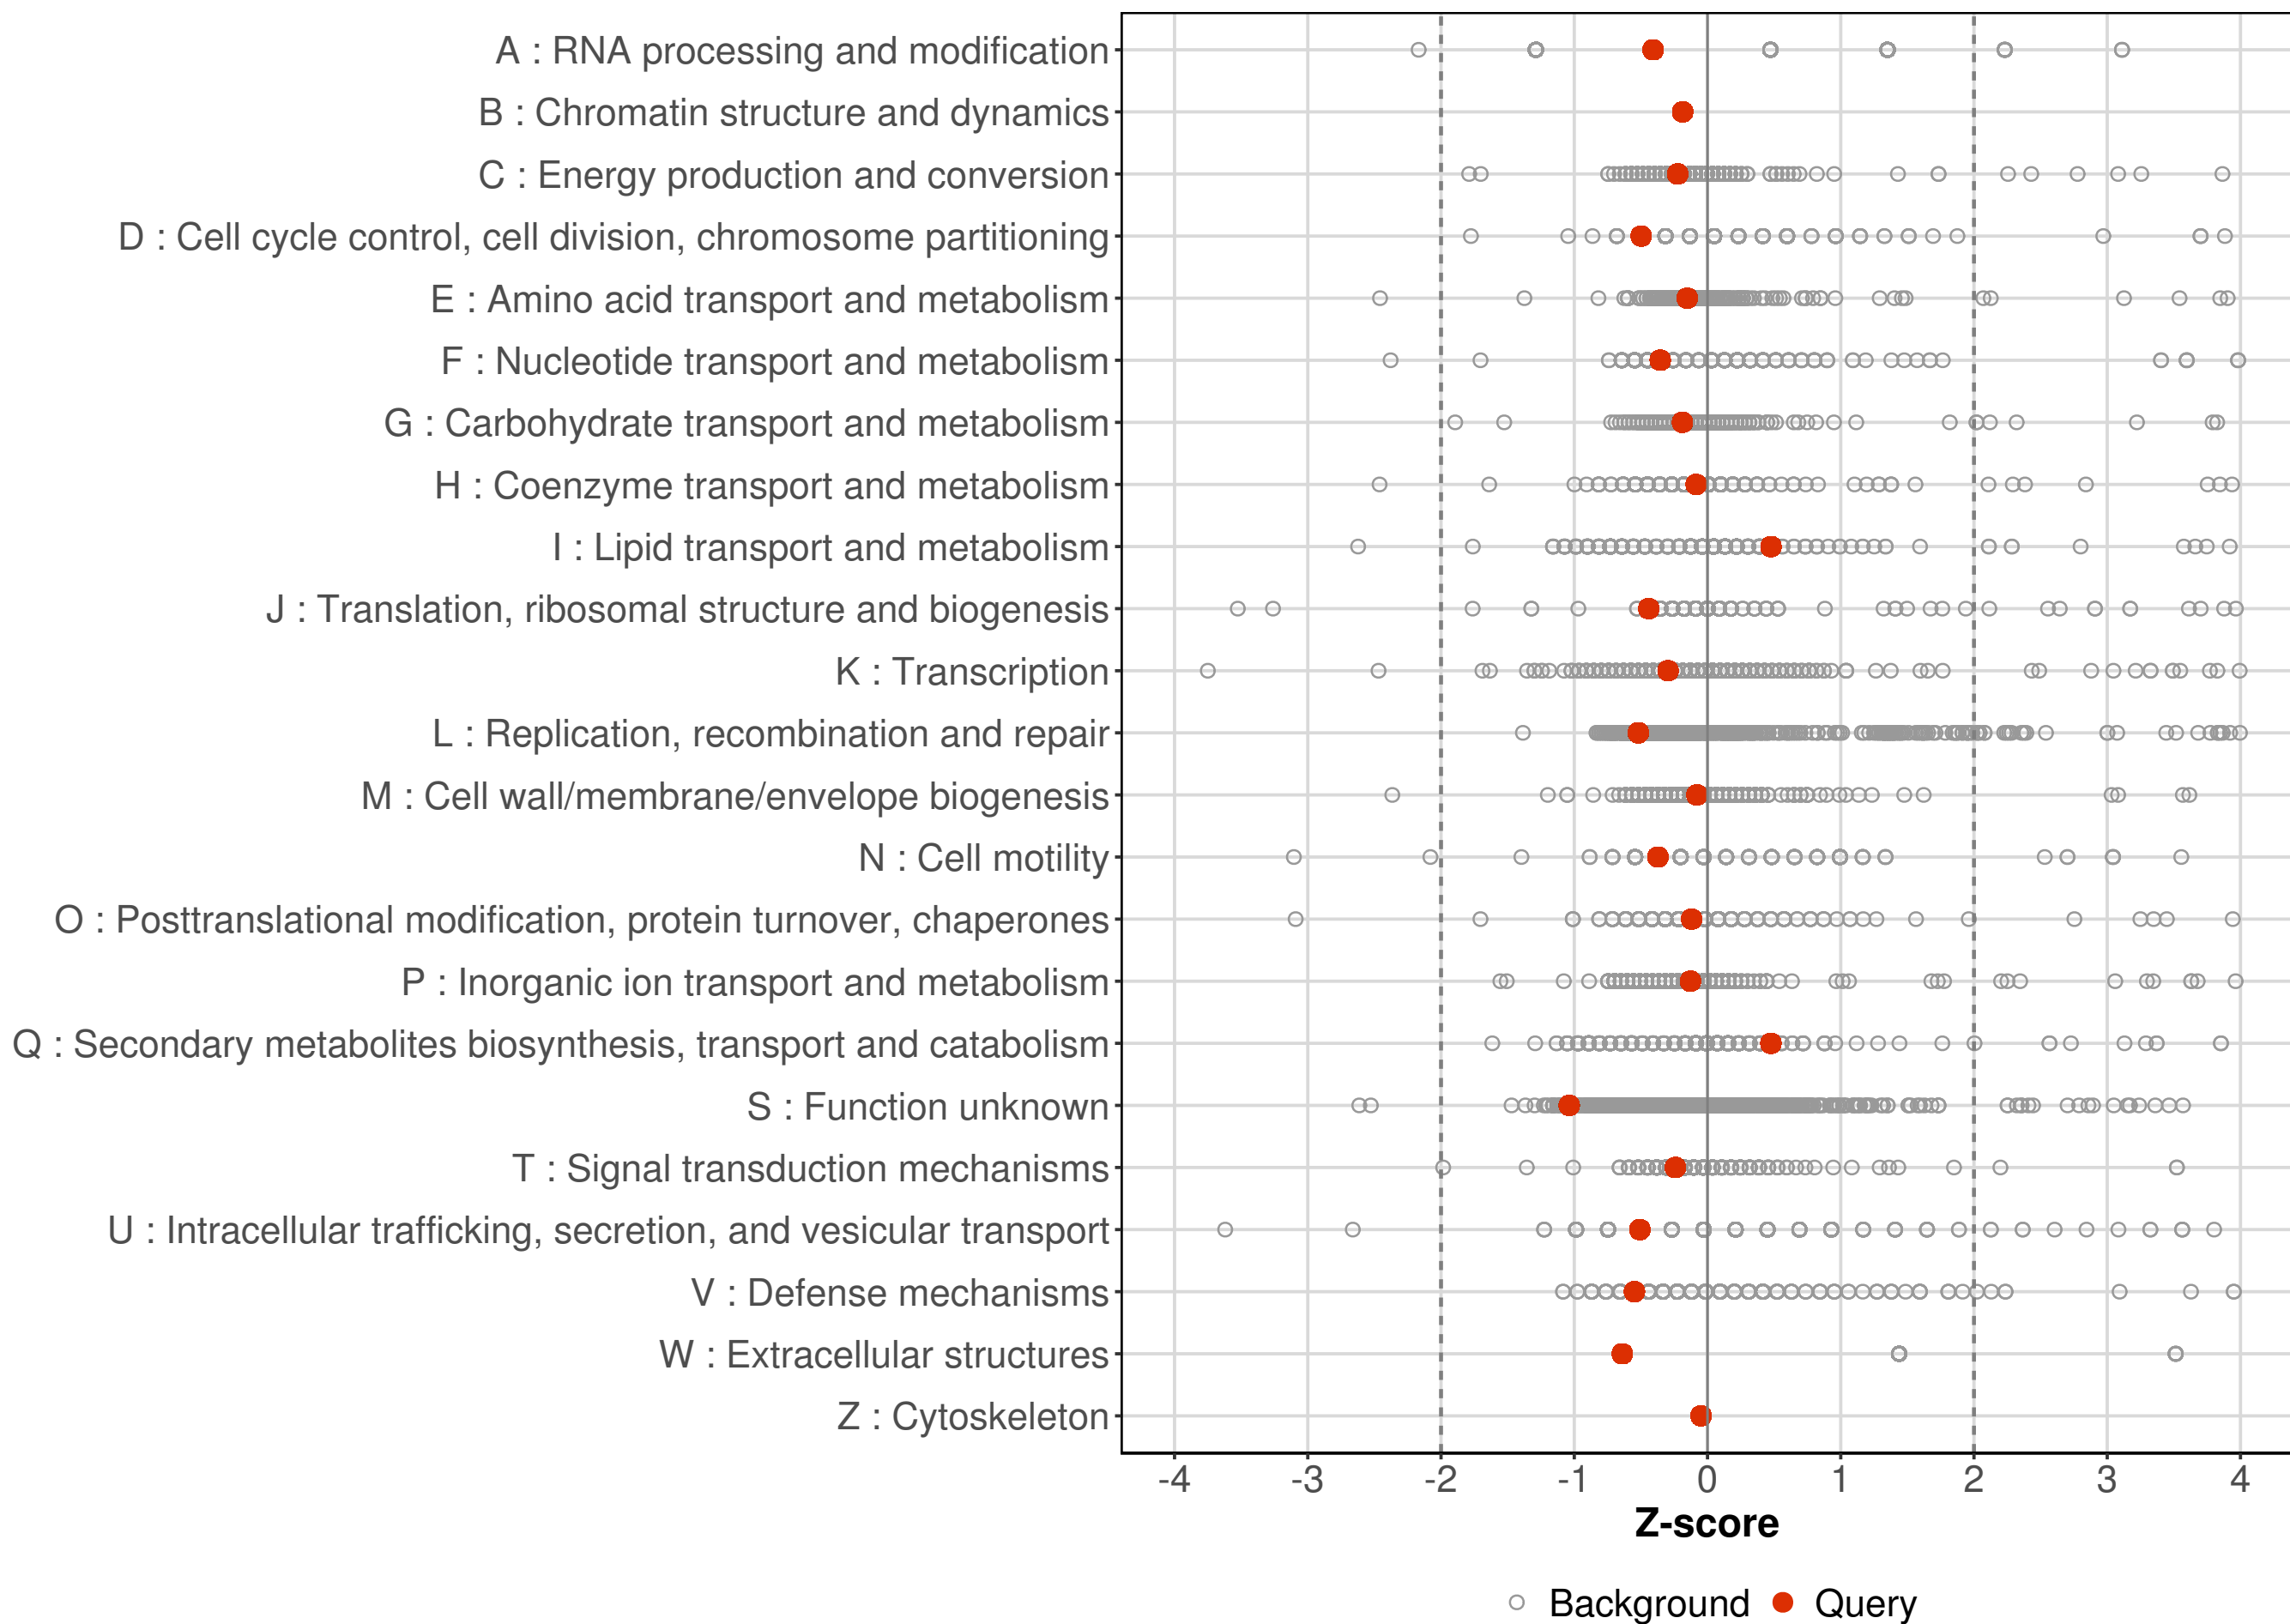 A : RNA processing and modification
B : Chromatin structure and dynamics
C : Energy production and conversion
D : Cell cycle control, cell division, chromosome partitioning
E : Amino acid transport and metabolism
F : Nucleotide transport and metabolism
G : Carbohydrate transport and metabolism
H : Coenzyme transport and metabolism
I : Lipid transport and metabolism
J : Translation, ribosomal structure and biogenesis
K : Transcription
L : Replication, recombination and repair
M : Cell wall/membrane/envelope biogenesis
N : Cell motility
O : Posttranslational modification, protein turnover, chaperones
P : Inorganic ion transport and metabolism
Q : Secondary metabolites biosynthesis, transport and catabolism
S : Function unknown
T : Signal transduction mechanisms
U : Intracellular trafficking, secretion, and vesicular transport
V : Defense mechanisms
W : Extracellular structures
Z : Cytoskeleton
-4 -3 -2 -1 0 1 2 3 4
Z-score
Background Query